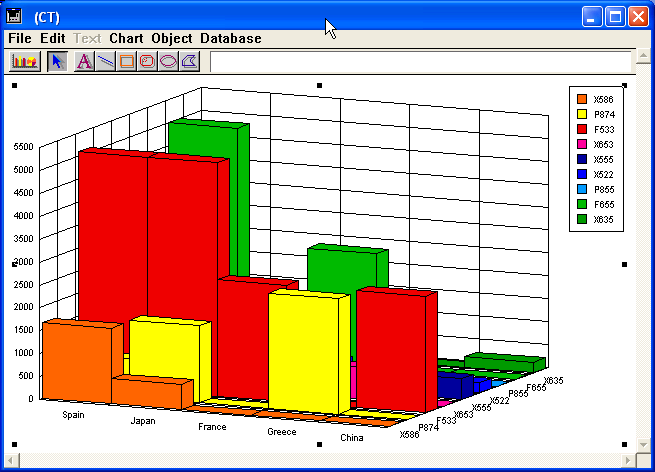 (CT)
File Edit Text Chart Object Database
A
X586
P874
F533
X653
X555
X522
P855
F655
X635
5500
5000
4500
4000
3500
3000
2500
2000
1500
1000
500
0
Spain
Japan
France
Greece
China
X586
P874
F533
X653
X555
X522
P855
F655
X635